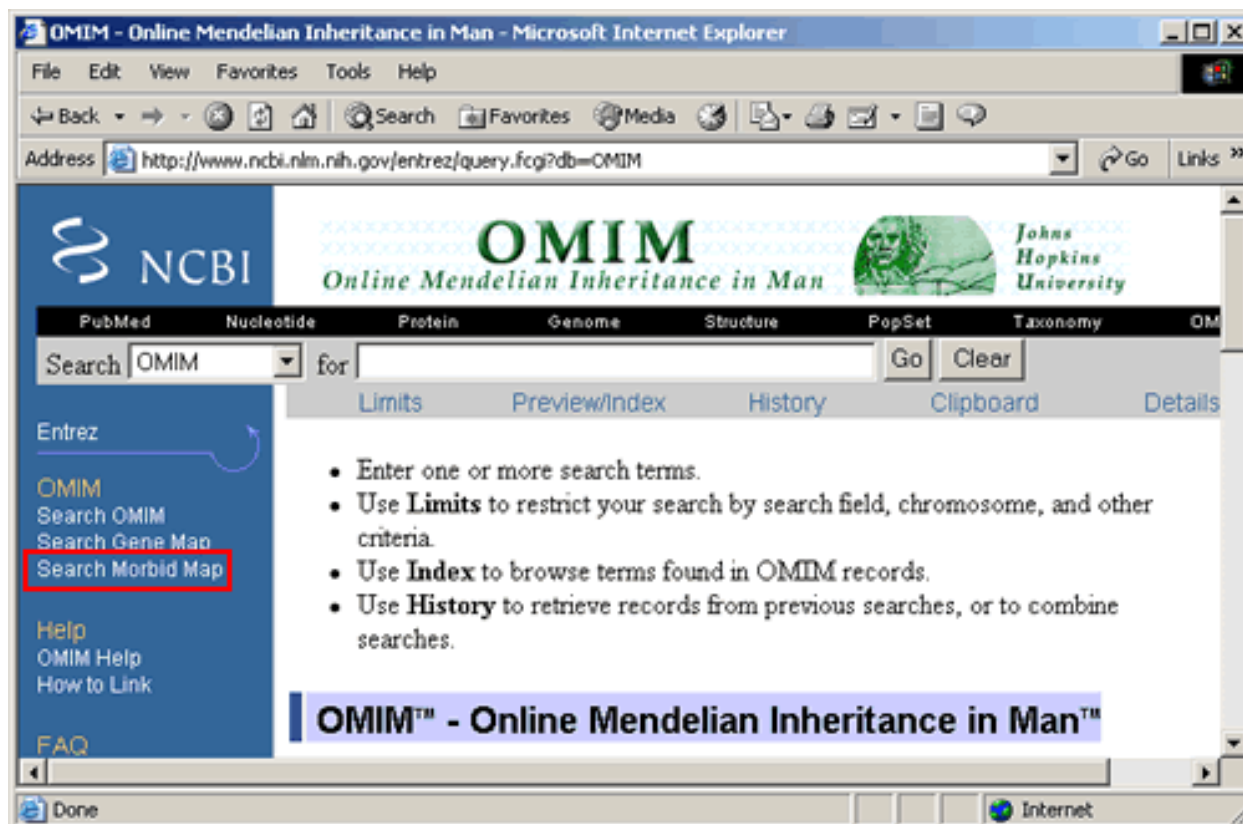 OMIM - Online Mendelian Inheritance in Man - Microsoft Internet Explorer
File Edit View Favorites Tools Help
Back Search Favorites Media
Address http://www.ncbi.nlm.nih.gov/entrez/query.fcgi?db=OMIM Go Links »
NCBI
OMIM
Online Mendelian Inheritance in Man
Johns
Hopkins
University
PubMed Nucleotide Protein Genome Structure PopSet Taxonomy OM
Search OMIM for Go Clear
Limits Preview/Index History Clipboard Details
Entrez
OMIM
Search OMIM
Search Gene Map
Search Morbid Map
Help
OMIM Help
How to Link
FAQ
• Enter one or more search terms.
• Use Limits to restrict your search by search field, chromosome, and other
criteria.
• Use Index to browse terms found in OMIM records.
• Use History to retrieve records from previous searches, or to combine
searches.
OMIM™ - Online Mendelian Inheritance in Man™
Done Internet